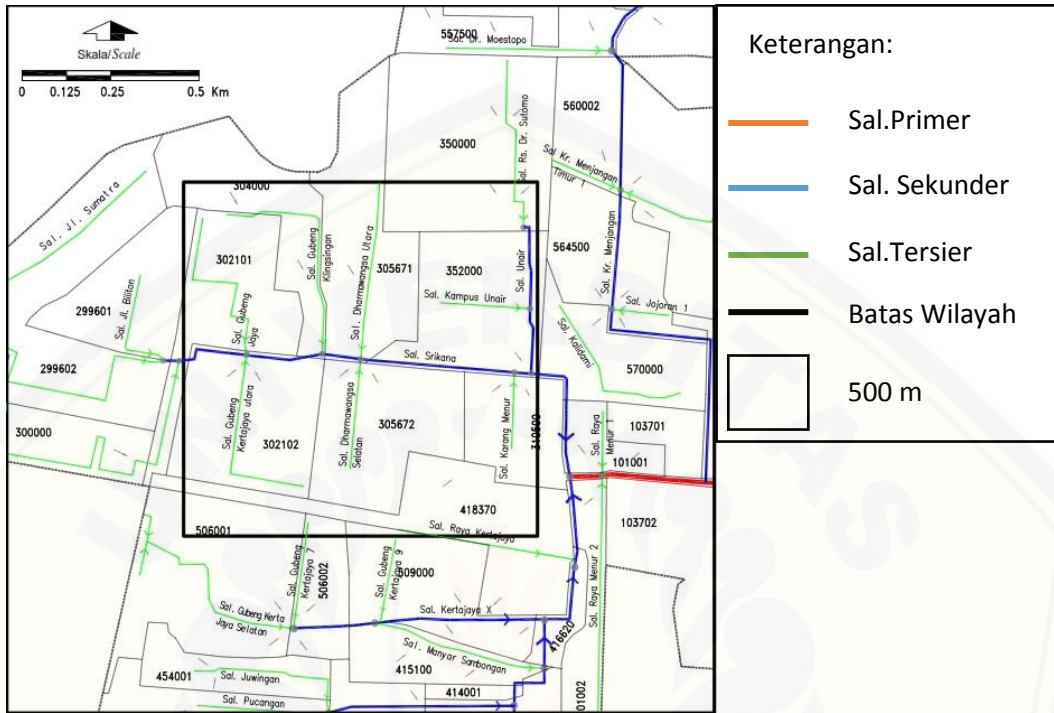 Skala/Scale
0 0.125 0.25 0.5 Km
557500
Sal. Dr. Moestopo
Sal. Rs. Dr. Sutomo
560002
350000
Sal Kr. Menjangan
Timur 1
Sal. Jl. Sumatra
304000
302101
Sal. Gubeng
Klingsingan
Sal. Dharmawangsa Utara
305671
352000
Sal. Unair
Sal. Kampus Unair
564500
Sal. Kr. Menjangan
Sal. Jojoran 1
299601
Sal. Jl. Biliton
Sal. Gubeng
Jaya
Sal. Srikana
Sal. Kalidami
570000
299602
300000
Sal. Gubeng
Kertajaya utara
302102
Sal. Dharmawangsa
Selatan
305672
Sal. Karang Menur
310600
Sal. Raya
Menur 1
103701
101001
418370
103702
506001
Sal. Raya Kertajaya
Sal. Gubeng
Kertajaya 7
506002
Sal. Gubeng
Kertajaya 9
509000
Sal. Raya Menur 2
Sal. Gubeng Kerta
Jaya Selatan
Sal. Kertajaya X
416620
Sal. Manyar Sambongan
415100
454001
Sal. Juwingan
Sal. Pucangan
414001
01002
Keterangan:
Sal.Primer
Sal. Sekunder
Sal.Tersier
Batas Wilayah
500 m